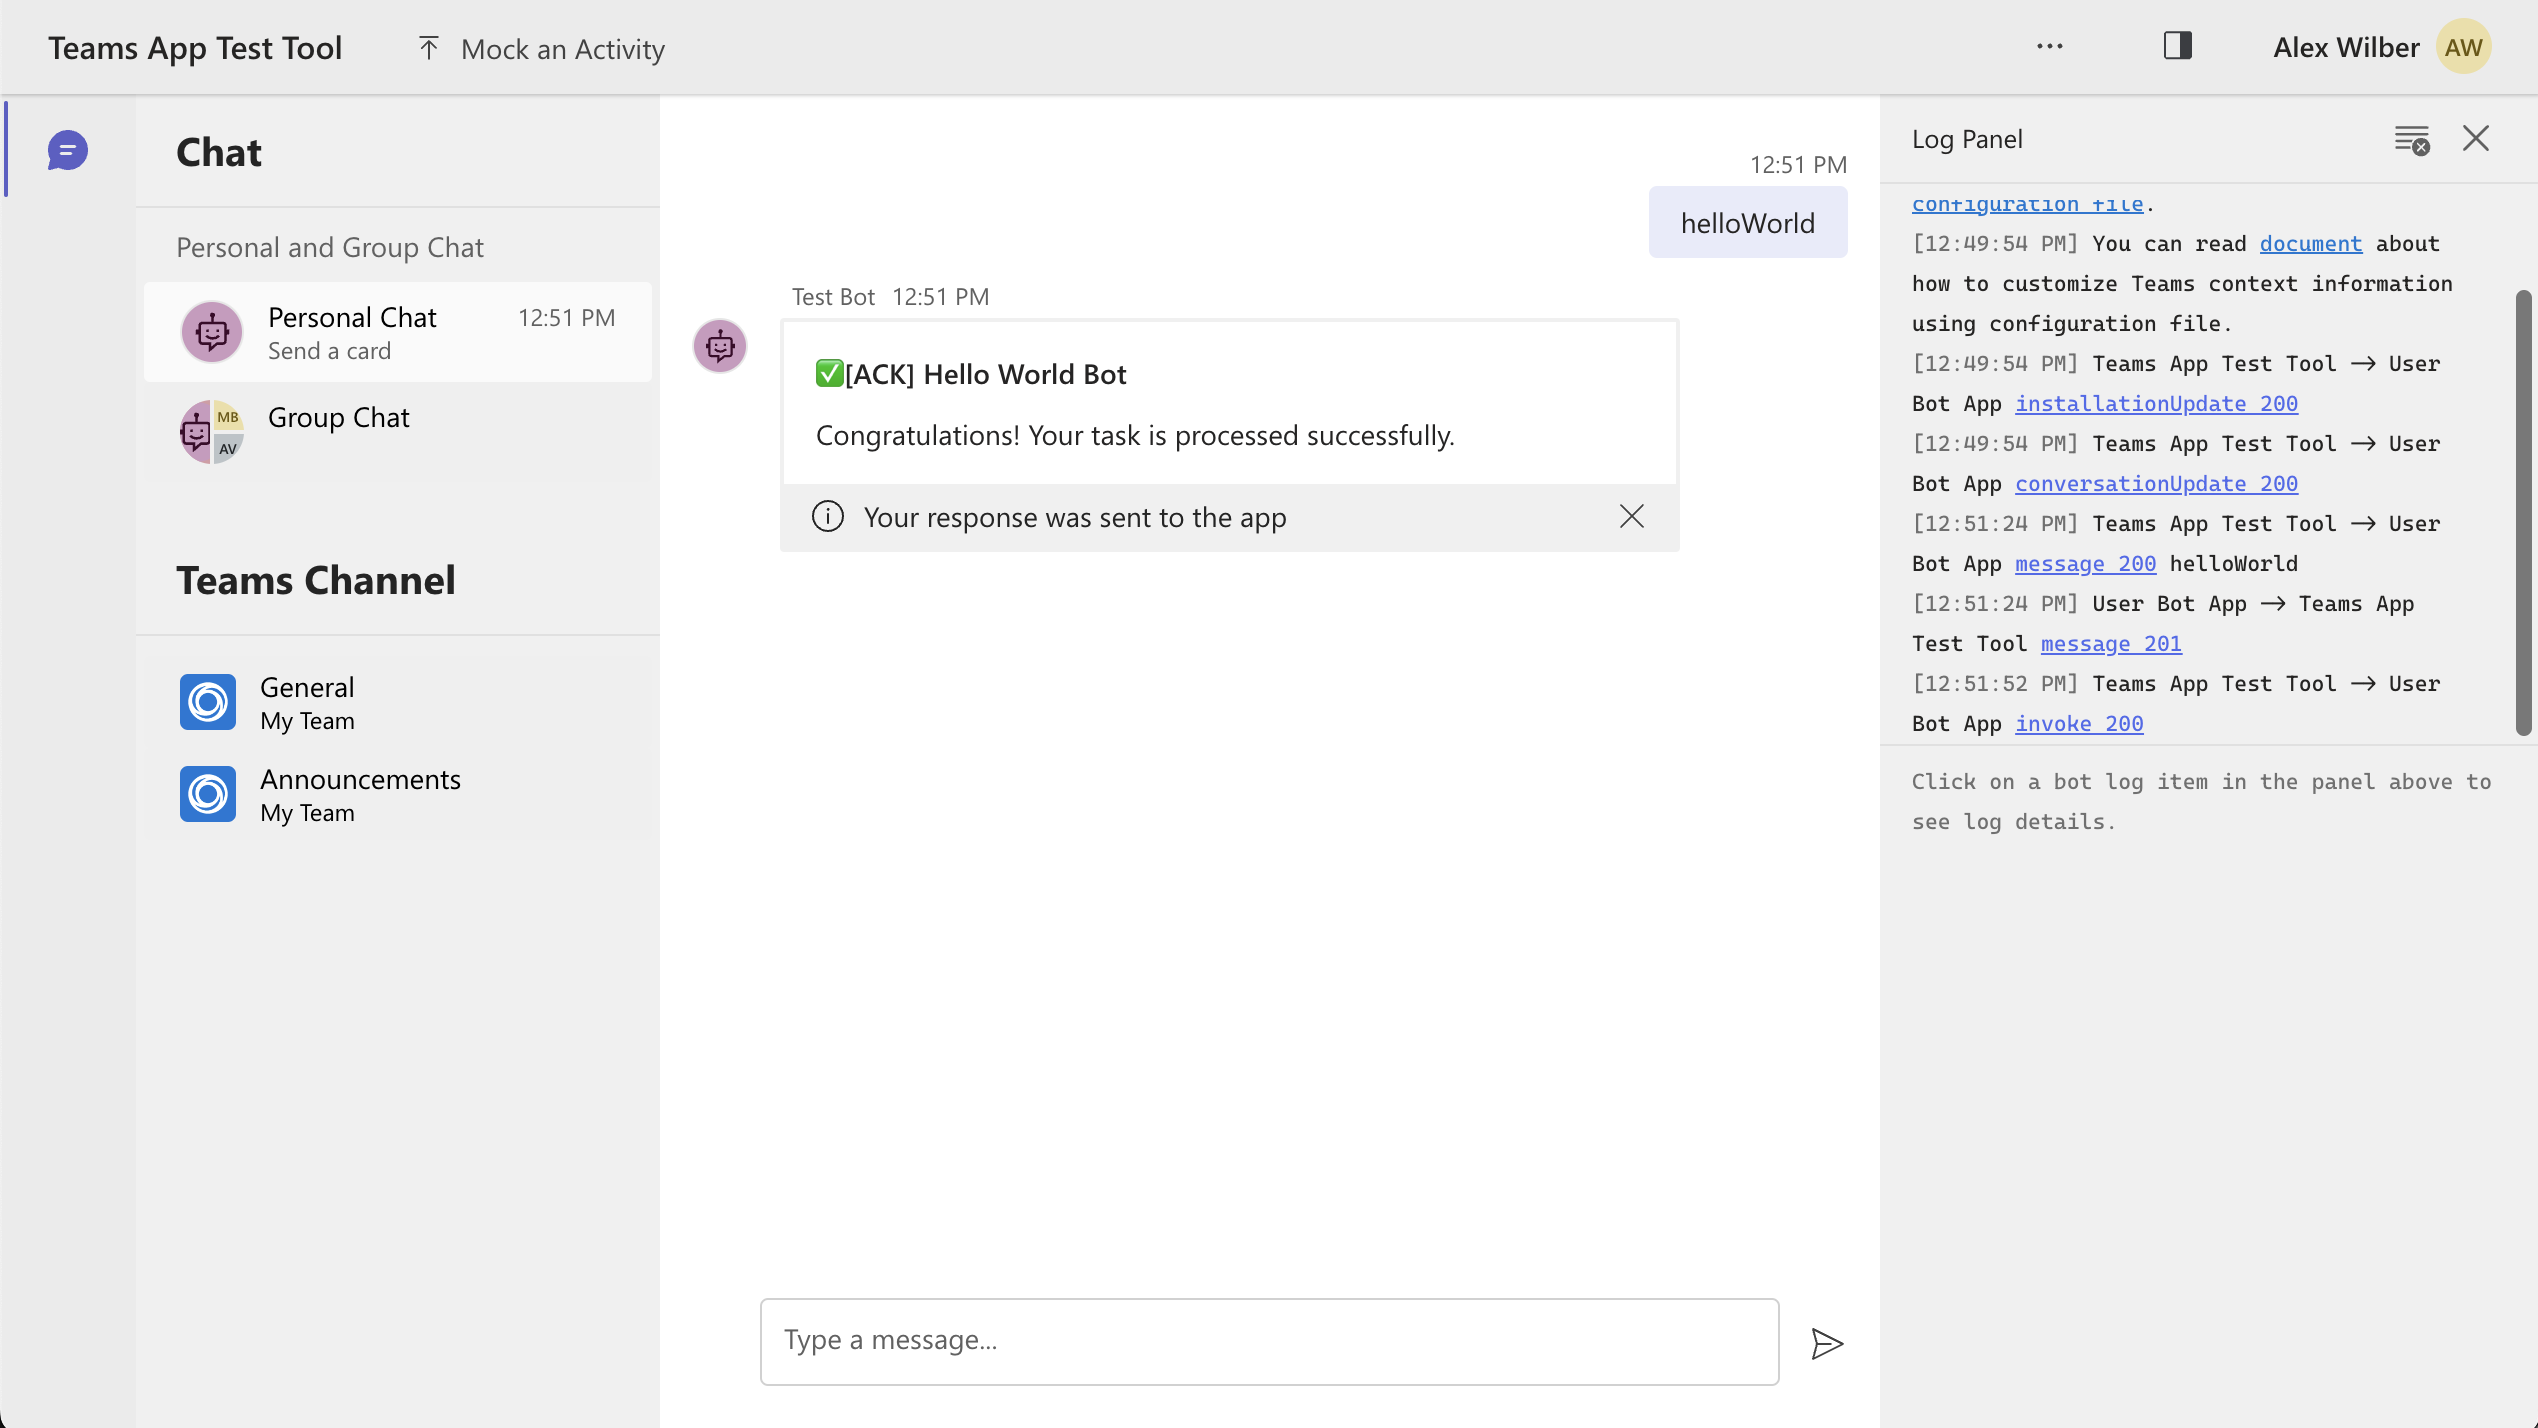 Teams App Test Tool
Mock an Activity
Alex Wilber
AW
Chat
Personal and Group Chat
Personal Chat
12:51 PM
Send a card
MB
AV
Group Chat
Teams Channel
General
My Team
Announcements
My Team
12:51 PM
helloWorld
Test Bot 12:51 PM
✅[ACK] Hello World Bot
Congratulations! Your task is processed successfully.
Your response was sent to the app
Type a message...
Log Panel
configuration file.
[12:49:54 PM] You can read document about
how to customize Teams context information
using configuration file.
[12:49:54 PM] Teams App Test Tool → User
Bot App installationUpdate 200
[12:49:54 PM] Teams App Test Tool → User
Bot App conversationUpdate 200
[12:51:24 PM] Teams App Test Tool → User
Bot App message 200 helloWorld
[12:51:24 PM] User Bot App → Teams App
Test Tool message 201
[12:51:52 PM] Teams App Test Tool → User
Bot App invoke 200
Click on a bot log item in the panel above to
see log details.